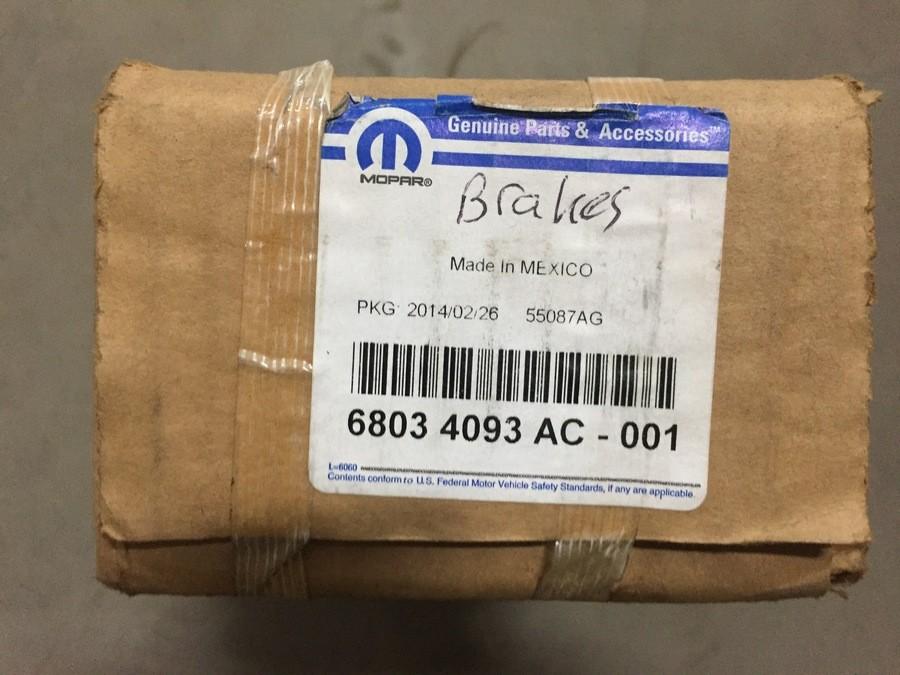 Genuine Parts & Accessories™
MOPAR®
Brakes
Made In MEXICO
PKG 2014/02/26 55087AG
6803 4093 AC - 001
L=6060
Contents conform to U.S. Federal Motor Vehicle Safety Standards, if any are applicable.